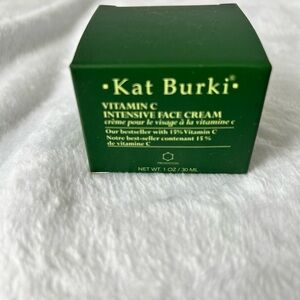 • Kat Burki® •
VITAMIN C
INTENSIVE FACE CREAM
crème pour le visage à la vitamine c
Our bestseller with 15% Vitamin C
Notre best-seller contenant 15 %
de vitamine C
NET WT. 1 OZ / 30 ML